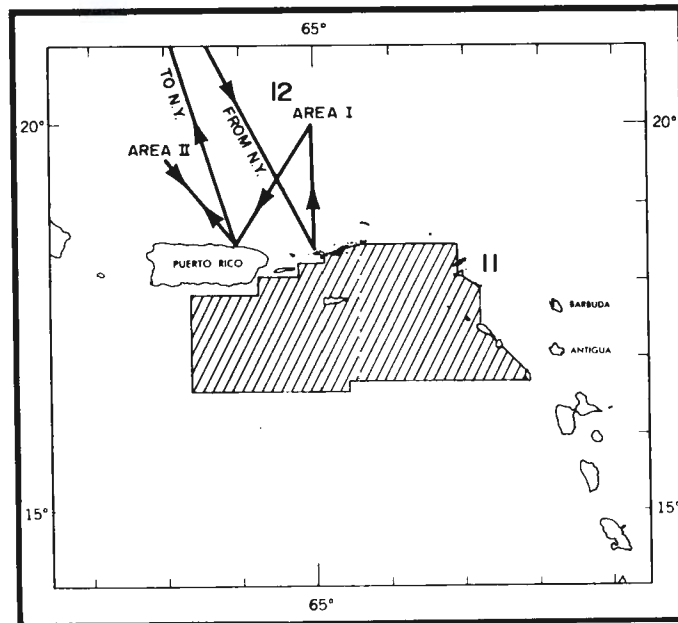 65°
12
TO N.Y.
FROM N.Y.
AREA I
20°
20°
AREA II
PUERTO RICO
11
BARBUDA
ANTIGUA
15°
15°
65°